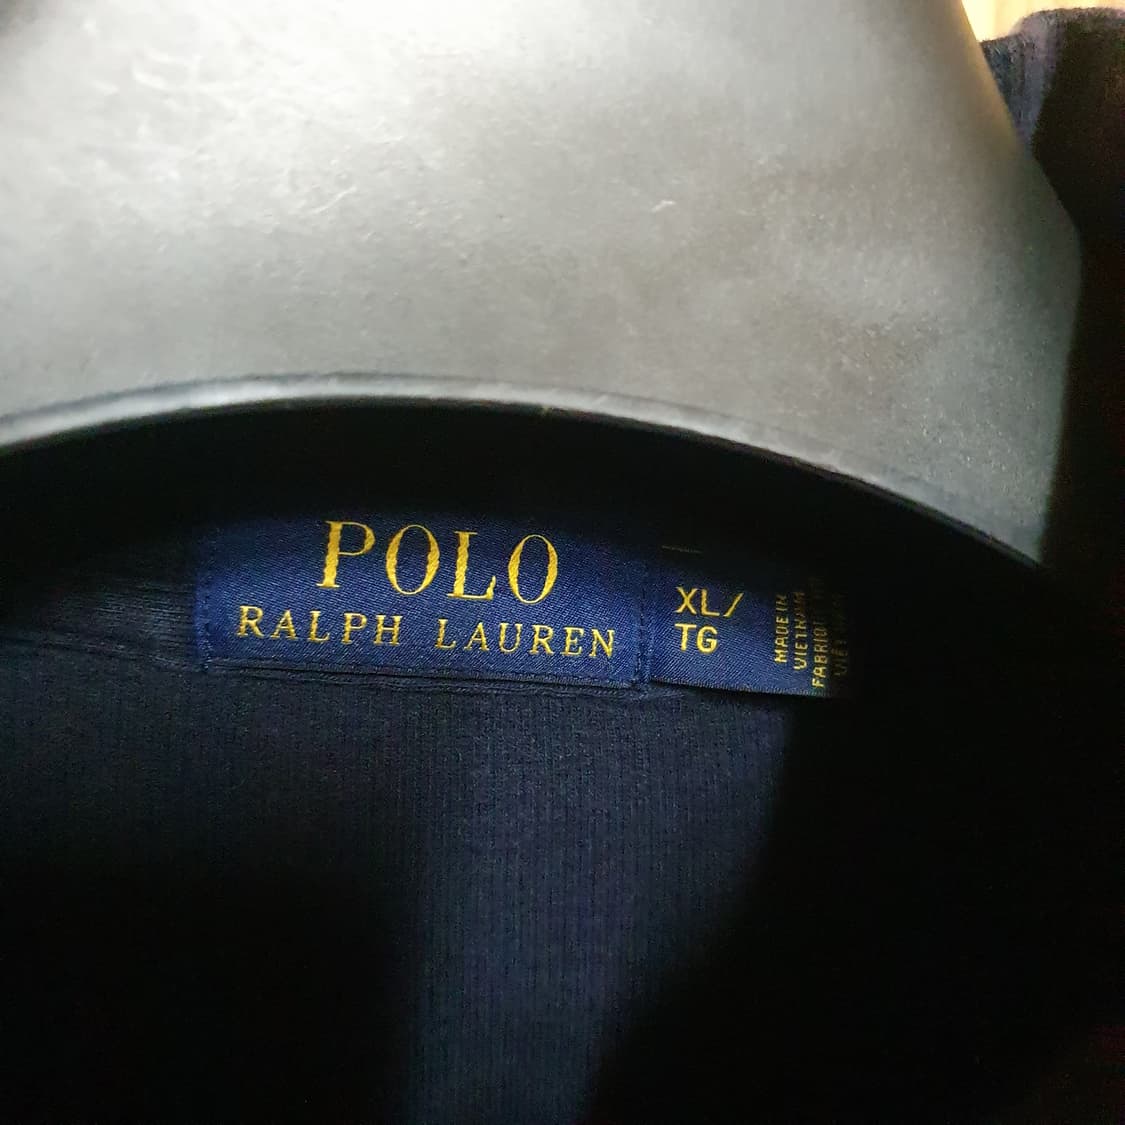 POLO
RALPH LAUREN
XL/
TG
MADE IN
VIETNAM